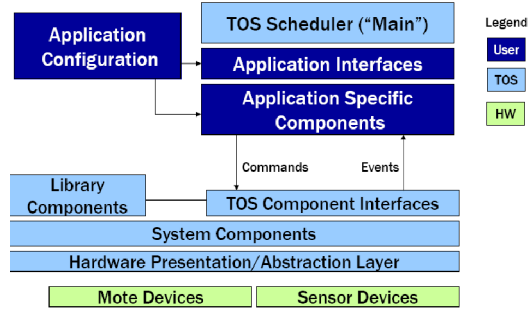 TOS Scheduler (“Main”)
Application
Configuration
Application Interfaces
Application Specific
Components
Commands
Events
Library
Components
TOS Component Interfaces
System Components
Hardware Presentation/Abstraction Layer
Mote Devices
Sensor Devices
Legend
User
TOS
HW